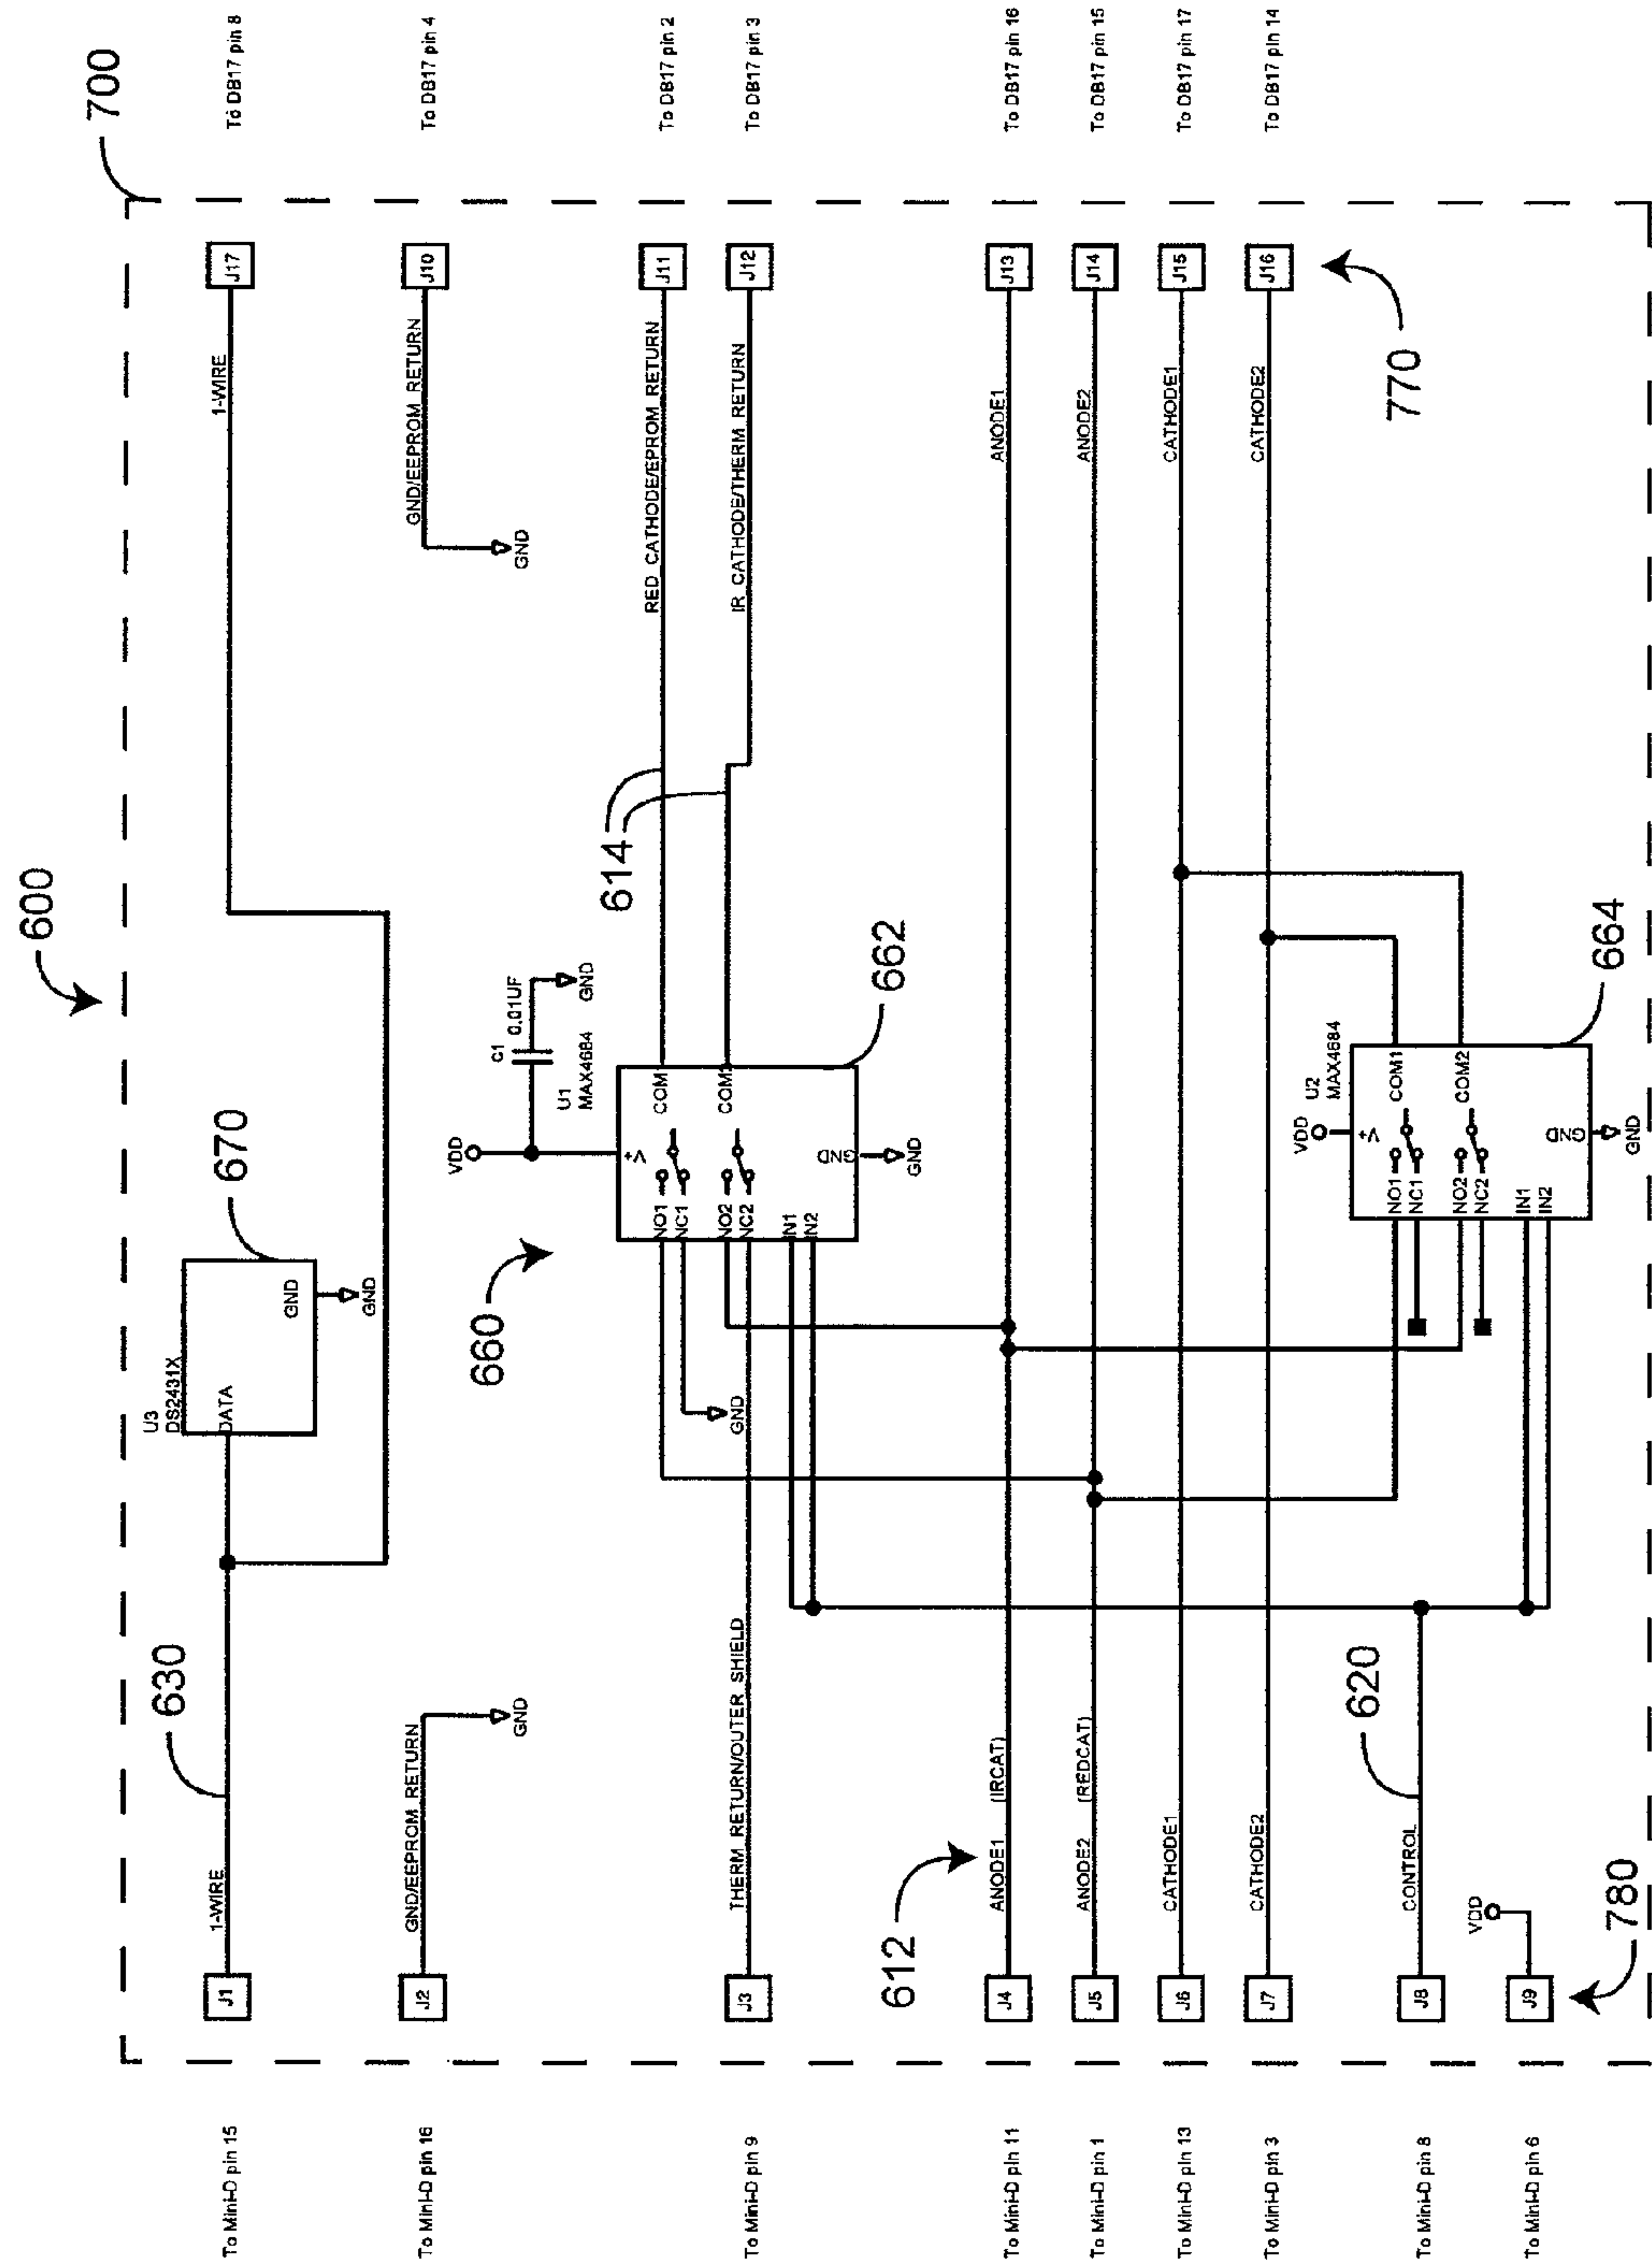 600
700
To Mini-D pin 15
J1
1-WIRE
630
U3
DS2431X
DATA
GND
GND
670
1-WIRE
J17
To DB17 pin 8
To Mini-D pin 16
J2
GND/EEPROM RETURN
GND
GND
GND/EEPROM RETURN
J10
To DB17 pin 4
660
VDD
C1
0.01UF
GND
U1
MAX4684
V+
NO1
NC1
NO2
NC2
IN1
IN2
COM1
GND
GND
GND
662
614
RED CATHODE/EPROM RETURN
J11
To DB17 pin 2
IR CATHODE/THERM RETURN
J12
To DB17 pin 3
To Mini-D pin 9
J3
THERM RETURN/OUTER SHIELD
612
To Mini-D pin 11
J4
ANODE1 (IRCAT)
ANODE1
J13
To DB17 pin 16
To Mini-D pin 1
J5
ANODE2 (REDCAT)
ANODE2
J14
To DB17 pin 15
To Mini-D pin 13
J6
CATHODE1
CATHODE1
J15
To DB17 pin 17
To Mini-D pin 3
J7
CATHODE2
CATHODE2
J16
To DB17 pin 14
To Mini-D pin 8
J8
CONTROL
620
VDD
U2
MAX4684
V+
NO1
NC1
NO2
NC2
IN1
IN2
COM1
COM2
GND
GND
664
770
To Mini-D pin 6
J9
VDD
780